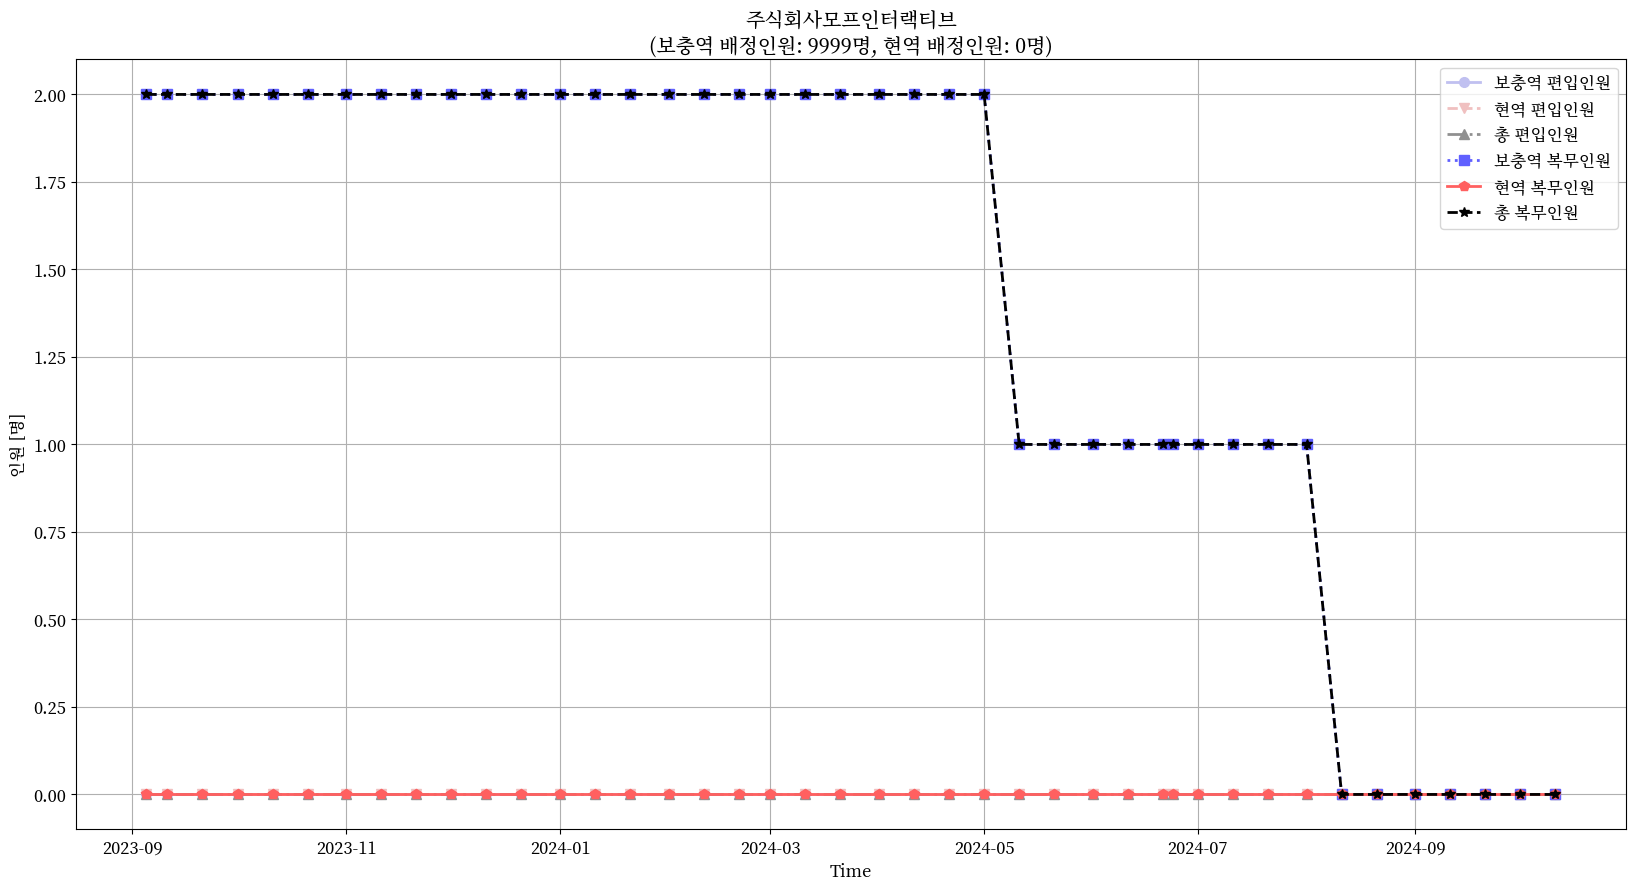 주식회사모프인터랙티브
(보충역 배정인원: 9999명, 현역 배정인원: 0명)
보충역 편입인원
현역 편입인원
총 편입인원
보충역 복무인원
현역 복무인원
총 복무인원
인원 [명]
2.00
1.75
1.50
1.25
1.00
0.75
0.50
0.25
0.00
2023-09
2023-11
2024-01
2024-03
2024-05
2024-07
2024-09
Time